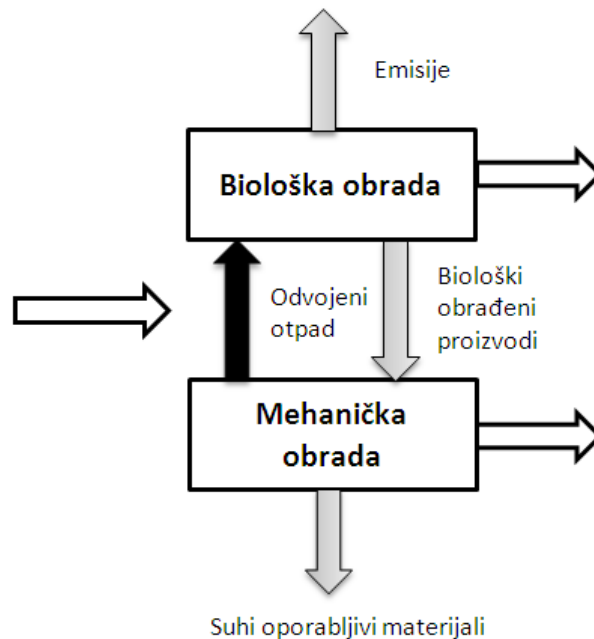 Emisije
Biološka obrada
Odvojeni
otpad
Biološki
obrađeni
proizvodi
Mehanička
obrada
Suhi oporabljivi materijali